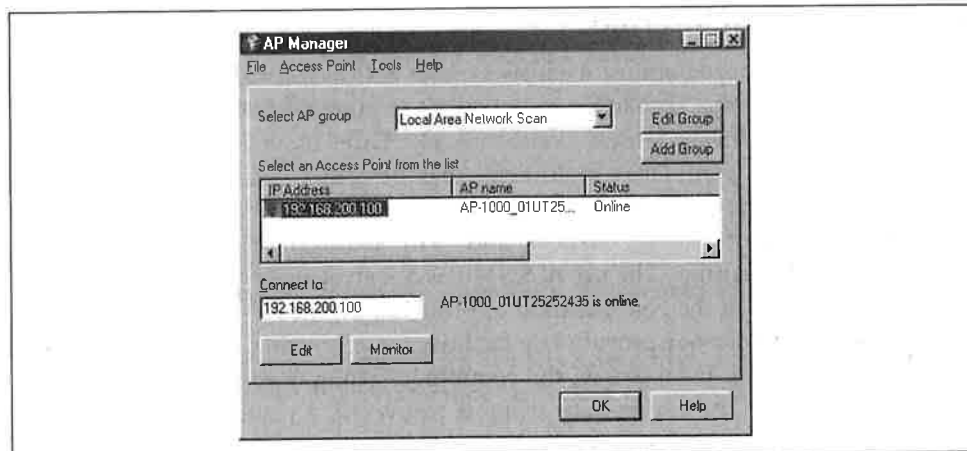 AP Manager
File Access Point Tools Help
Select AP group
Local Area Network Scan
Edit Group
Add Group
Select an Access Point from the list
IP Address AP name Status
192.168.200.100 AP-1000_01UT25... Online
Connect to:
192.168.200.100
AP-1000_01UT25252435 is online.
Edit Monitor
OK Help